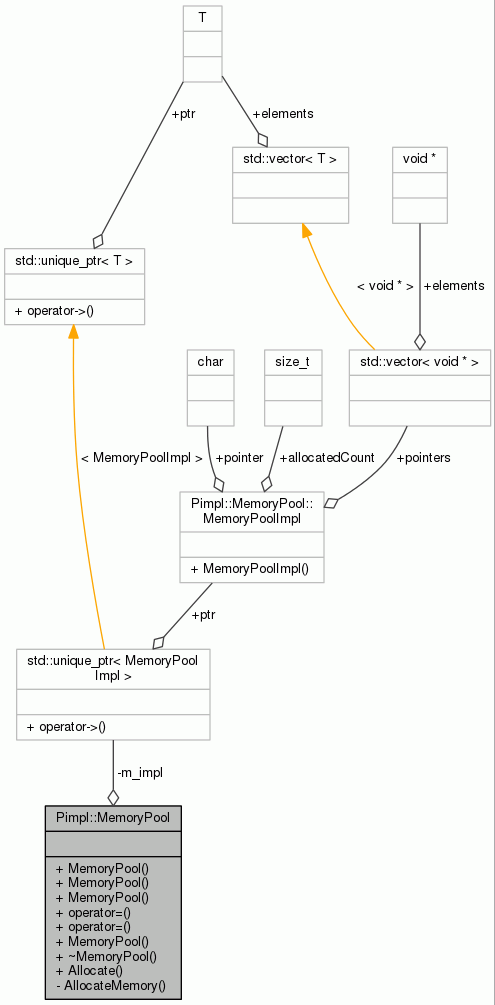 T
+ptr
+elements
std::vector< T >
void *
std::unique_ptr< T >
+ operator->()
< void * >
+elements
char
size_t
std::vector< void * >
< MemoryPoolImpl >
+pointer
+allocatedCount
+pointers
Pimpl::MemoryPool::
MemoryPoolImpl
+ MemoryPoolImpl()
+ptr
std::unique_ptr< MemoryPool
Impl >
+ operator->()
-m_impl
Pimpl::MemoryPool
+ MemoryPool()
+ MemoryPool()
+ MemoryPool()
+ operator=()
+ operator=()
+ MemoryPool()
+ ~MemoryPool()
+ Allocate()
- AllocateMemory()